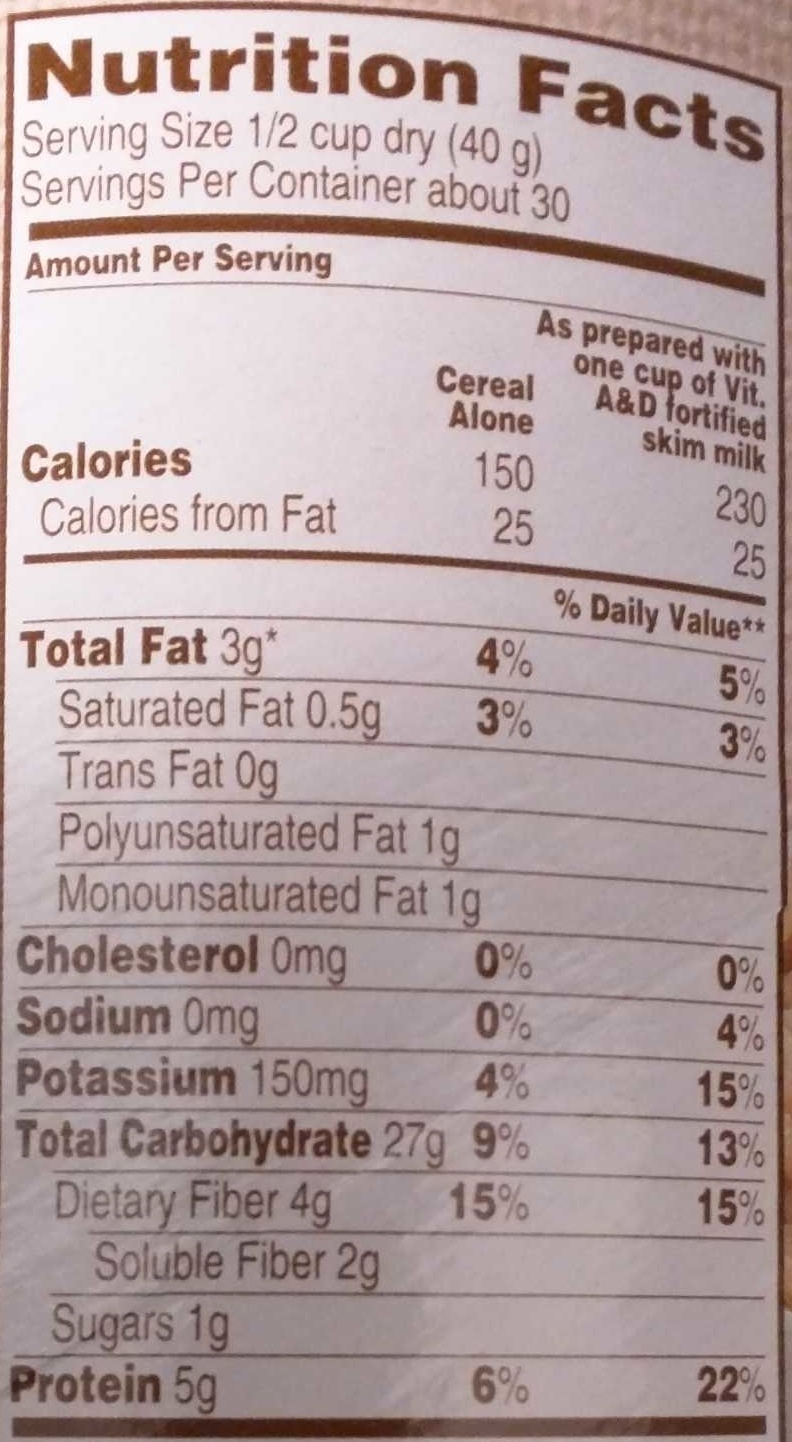 Nutrition Facts
Serving Size 1/2 cup dry (40 g)
Servings Per Container about 30
Amount Per Serving
As prepared with
one cup of Vit.
Cereal A&D fortified
Alone skim milk
Calories 150 230
Calories from Fat 25 25
% Daily Value**
Total Fat 3g* 4% 5%
Saturated Fat 0.5g 3% 3%
Trans Fat 0g
Polyunsaturated Fat 1g
Monounsaturated Fat 1g
Cholesterol 0mg 0% 0%
Sodium 0mg 0% 4%
Potassium 150mg 4% 15%
Total Carbohydrate 27g 9% 13%
Dietary Fiber 4g 15% 15%
Soluble Fiber 2g
Sugars 1g
Protein 5g 6% 22%